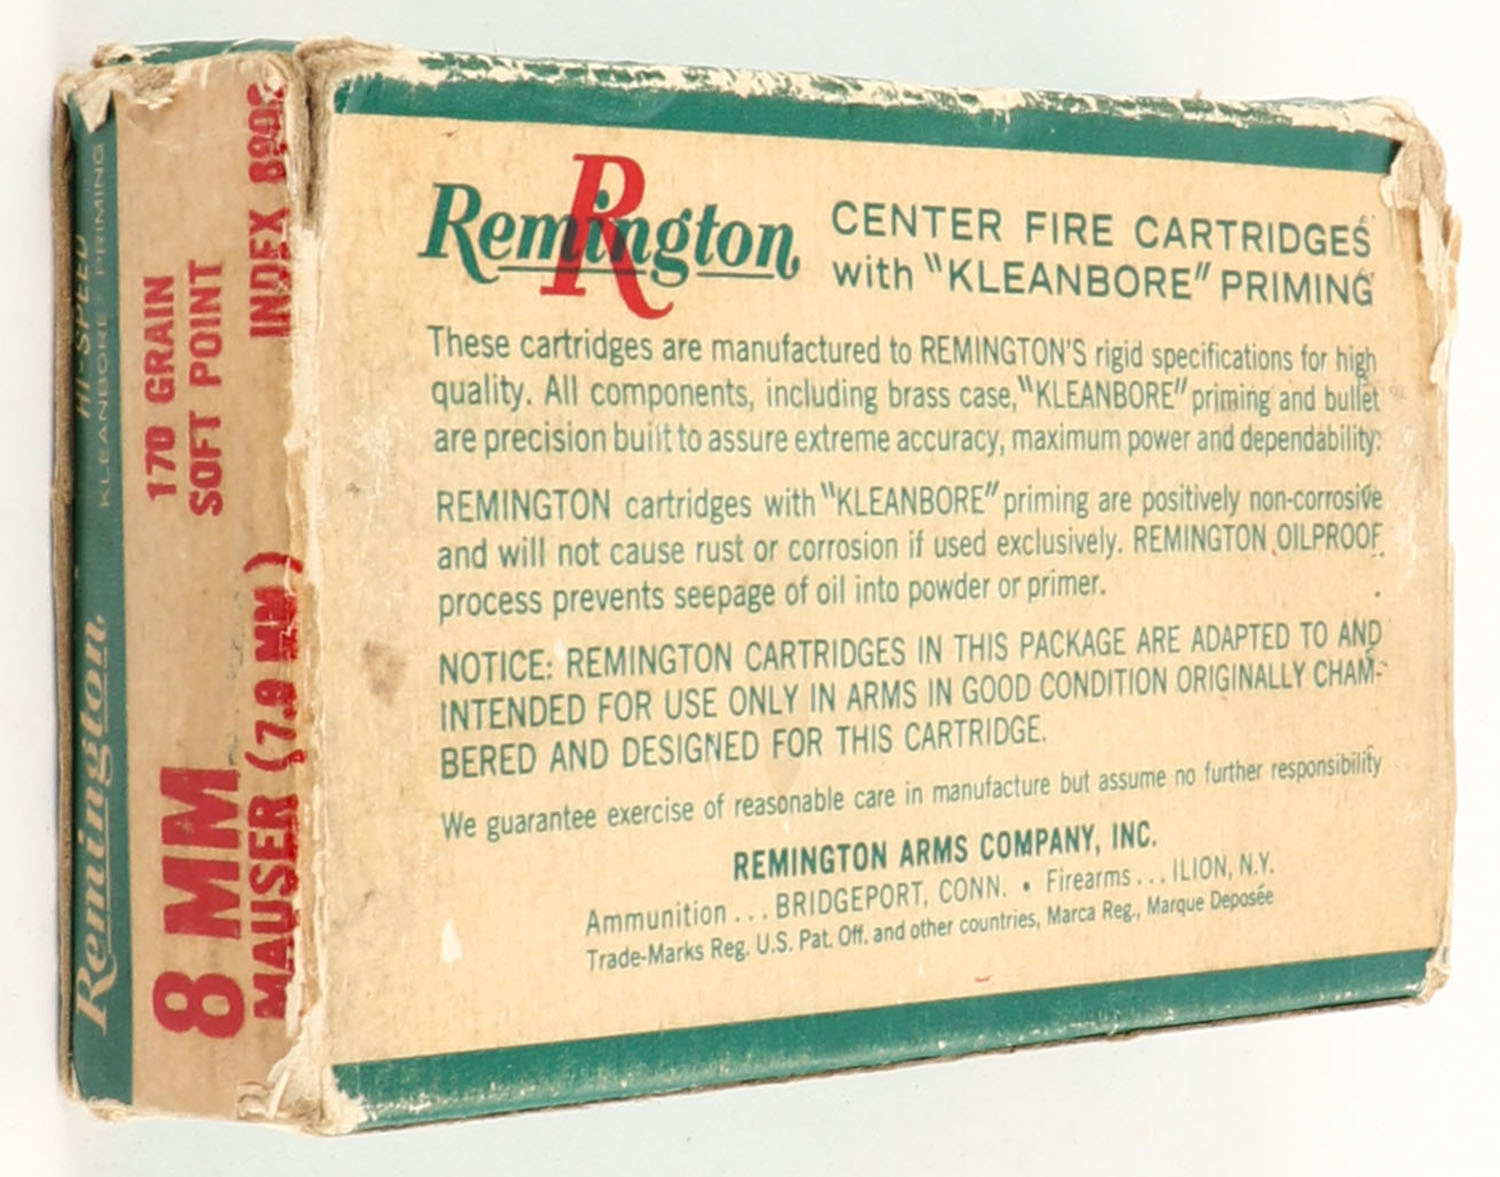 Remington
HI-SPEED
KLEANBORE PRIMING
8 MM
MAUSER (7.9 MM)
170 GRAIN
SOFT POINT
INDEX
R
Remington
CENTER FIRE CARTRIDGES
with "KLEANBORE" PRIMING
These cartridges are manufactured to REMINGTON'S rigid specifications for high
quality. All components, including brass case, "KLEANBORE" priming and bullet
are precision built to assure extreme accuracy, maximum power and dependability.
REMINGTON cartridges with "KLEANBORE" priming are positively non-corrosive
and will not cause rust or corrosion if used exclusively. REMINGTON OILPROOF
process prevents seepage of oil into powder or primer.
NOTICE: REMINGTON CARTRIDGES IN THIS PACKAGE ARE ADAPTED TO AND
INTENDED FOR USE ONLY IN ARMS IN GOOD CONDITION ORIGINALLY CHAM-
BERED AND DESIGNED FOR THIS CARTRIDGE.
We guarantee exercise of reasonable care in manufacture but assume no further responsibility
REMINGTON ARMS COMPANY, INC.
Ammunition ... BRIDGEPORT, CONN. • Firearms ... ILION, N.Y.
Trade-Marks Reg. U.S. Pat. Off. and other countries, Marca Reg., Marque Deposée